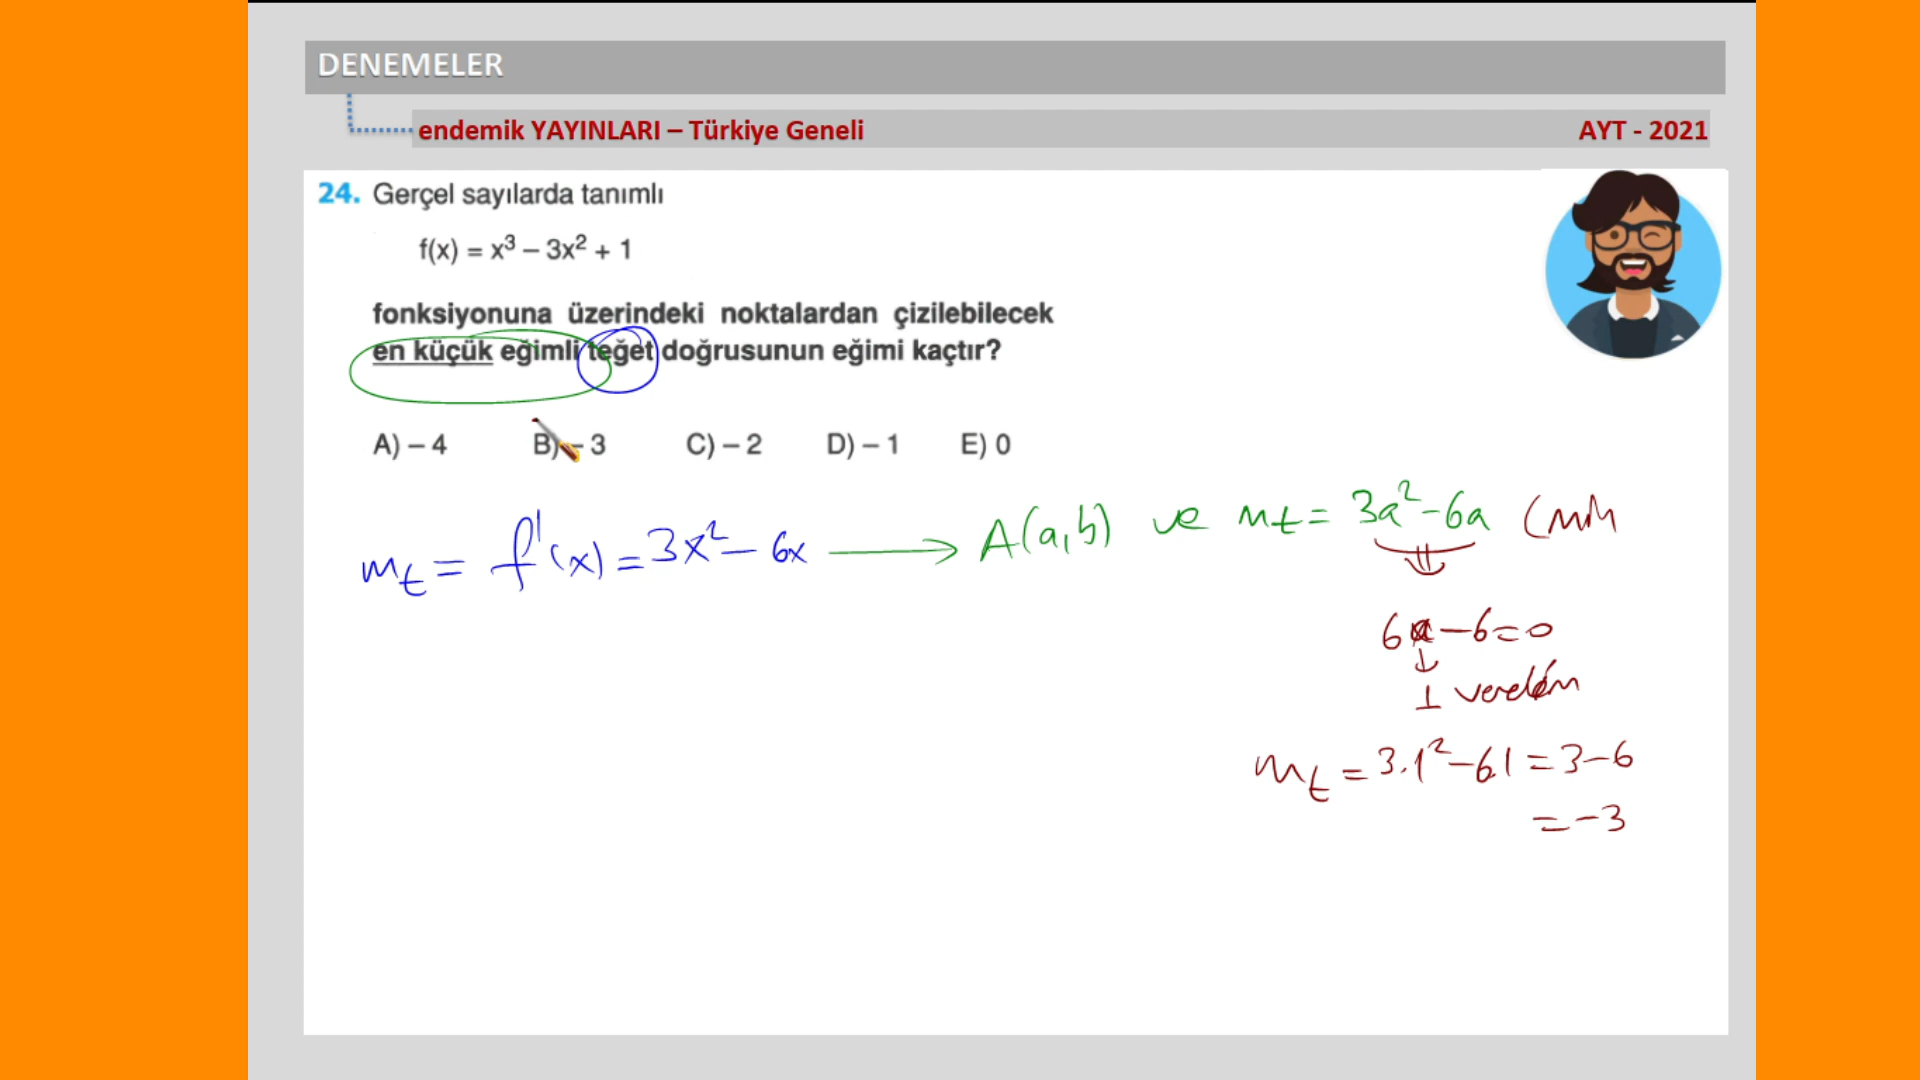 DENEMELER
endemik YAYINLARI – Türkiye Geneli
AYT - 2021
24. Gerçel sayılarda tanımlı
f(x) = x³ – 3x² + 1
fonksiyonuna üzerindeki noktalardan çizilebilecek
en küçük eğimli teğet doğrusunun eğimi kaçtır?
A) – 4 B) – 3 C) – 2 D) – 1 E) 0
mt = f'(x) = 3x² – 6x → A(a,b) ve mt = 3a² – 6a (min
6a – 6 = 0
1 verelim
mt = 3.1² – 6.1 = 3 – 6
= –3